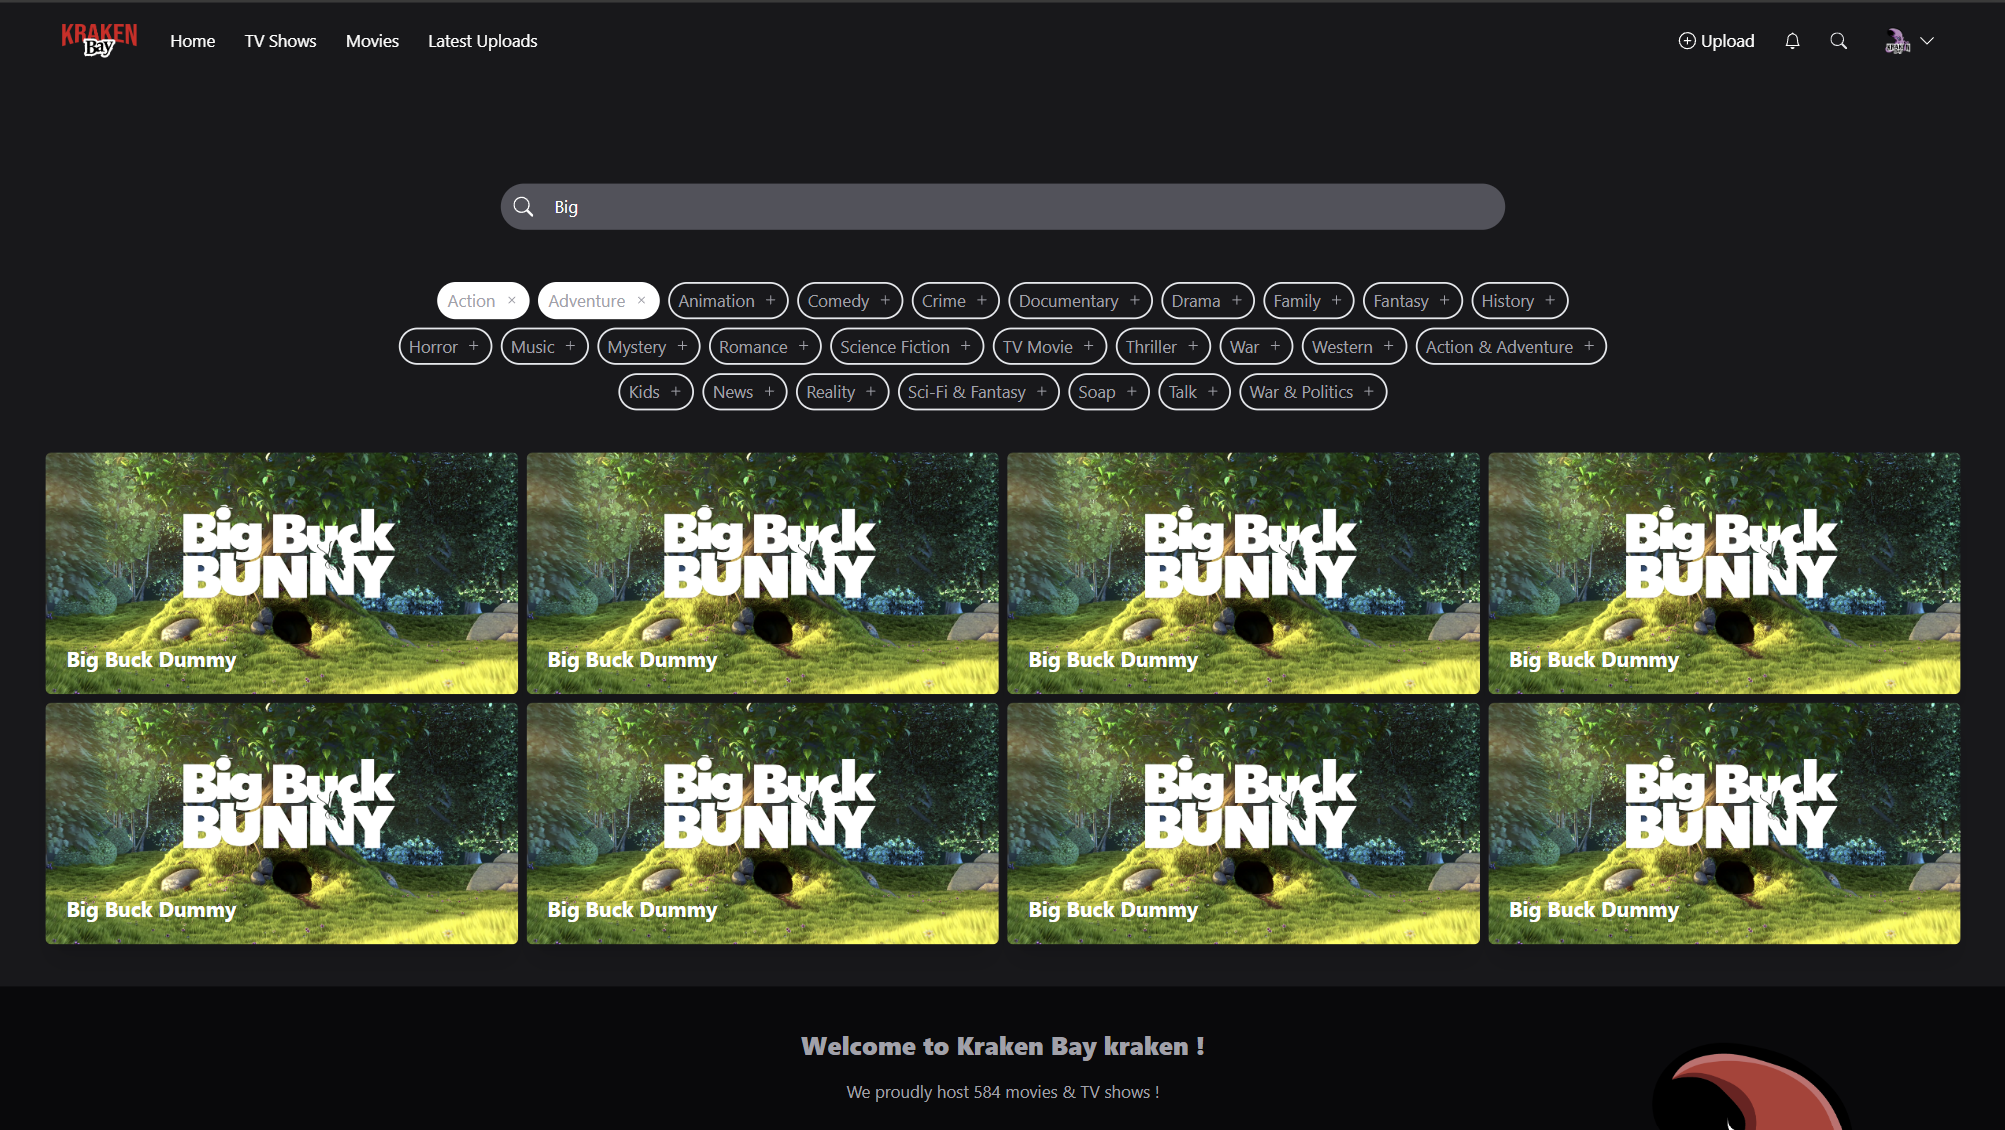 KRAKEN
Bay
Home TV Shows Movies Latest Uploads Upload
Big
Action × Adventure × Animation + Comedy + Crime + Documentary + Drama + Family + Fantasy + History +
Horror + Music + Mystery + Romance + Science Fiction + TV Movie + Thriller + War + Western + Action & Adventure +
Kids + News + Reality + Sci-Fi & Fantasy + Soap + Talk + War & Politics +
Big Buck Big Buck Big Buck Big Buck
BUNNY BUNNY BUNNY BUNNY
Big Buck Dummy Big Buck Dummy Big Buck Dummy Big Buck Dummy
Big Buck Big Buck Big Buck Big Buck
BUNNY BUNNY BUNNY BUNNY
Big Buck Dummy Big Buck Dummy Big Buck Dummy Big Buck Dummy
Welcome to Kraken Bay kraken !
We proudly host 584 movies & TV shows !